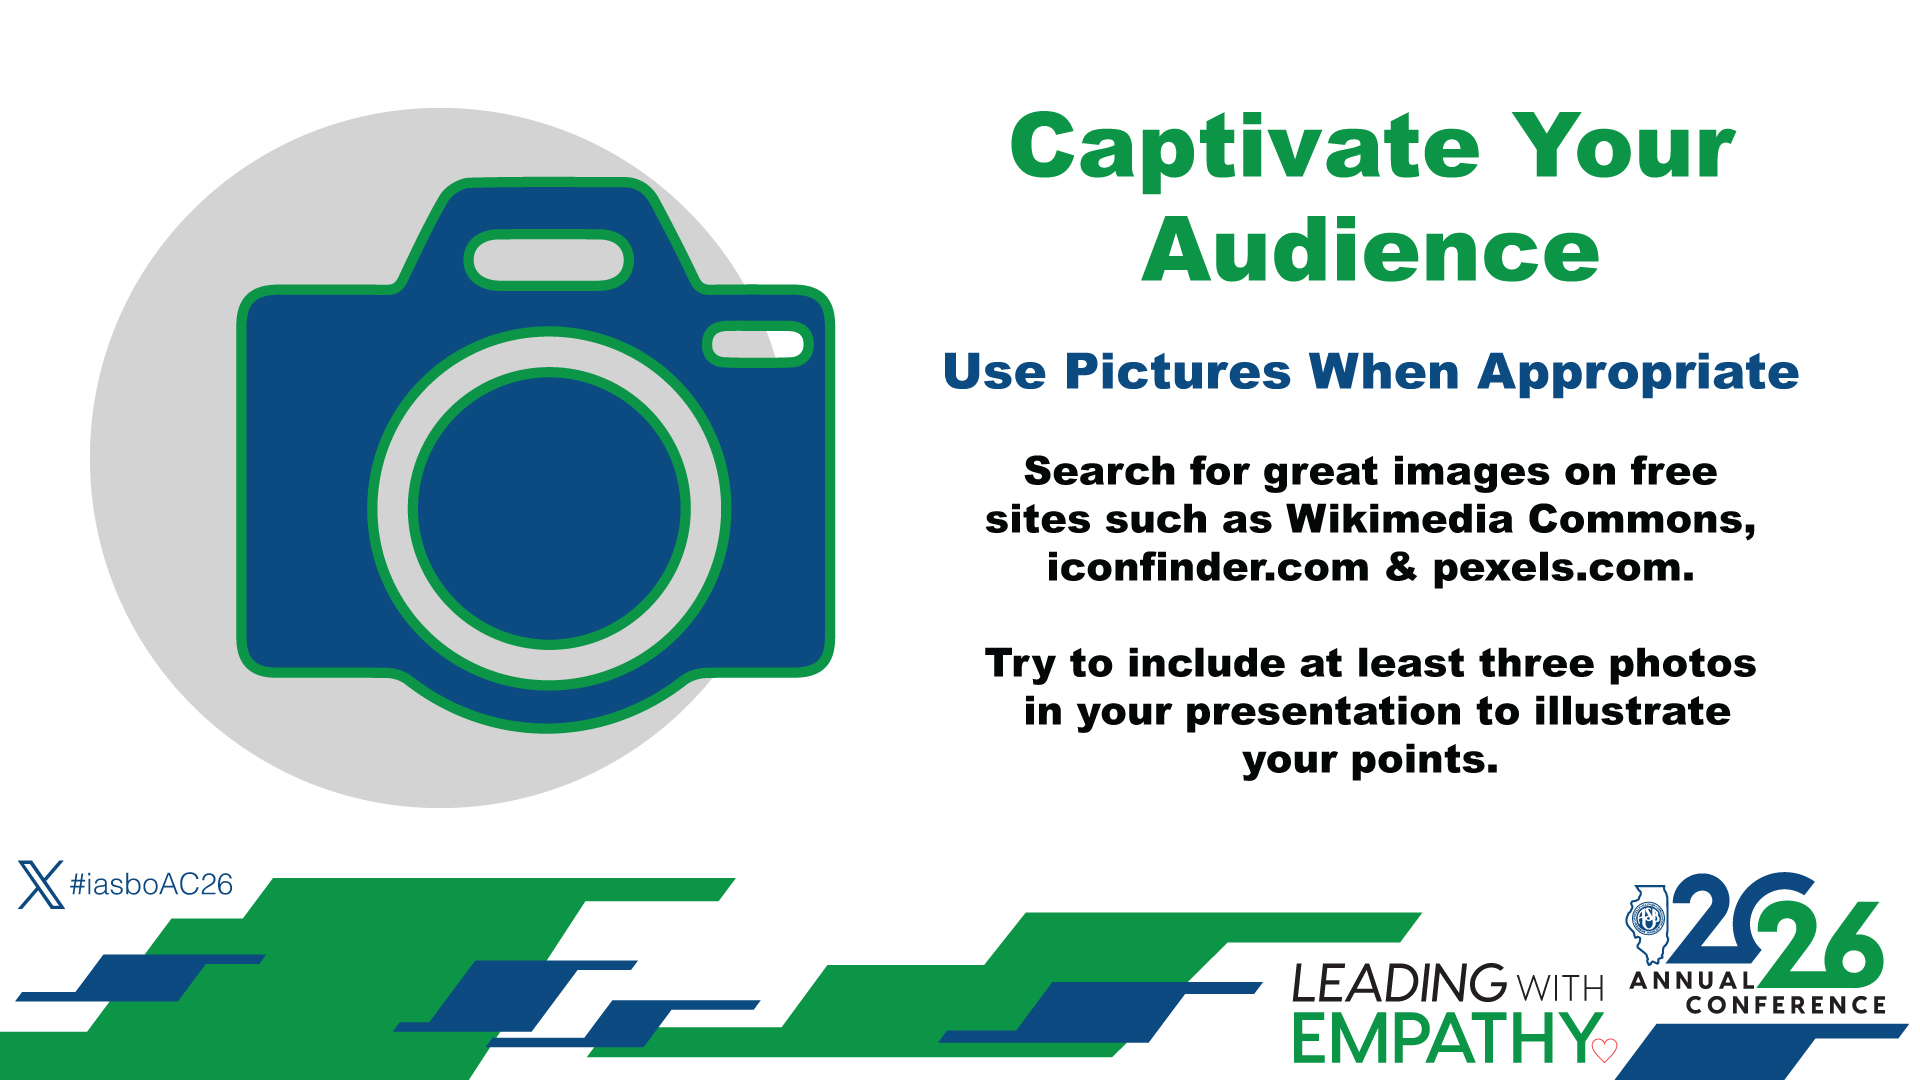 Captivate Your
Audience
Use Pictures When Appropriate
Search for great images on free
sites such as Wikimedia Commons,
iconfinder.com & pexels.com.
Try to include at least three photos
in your presentation to illustrate
your points.
#iasboAC26
LEADING WITH
EMPATHY
2026
ANNUAL
CONFERENCE